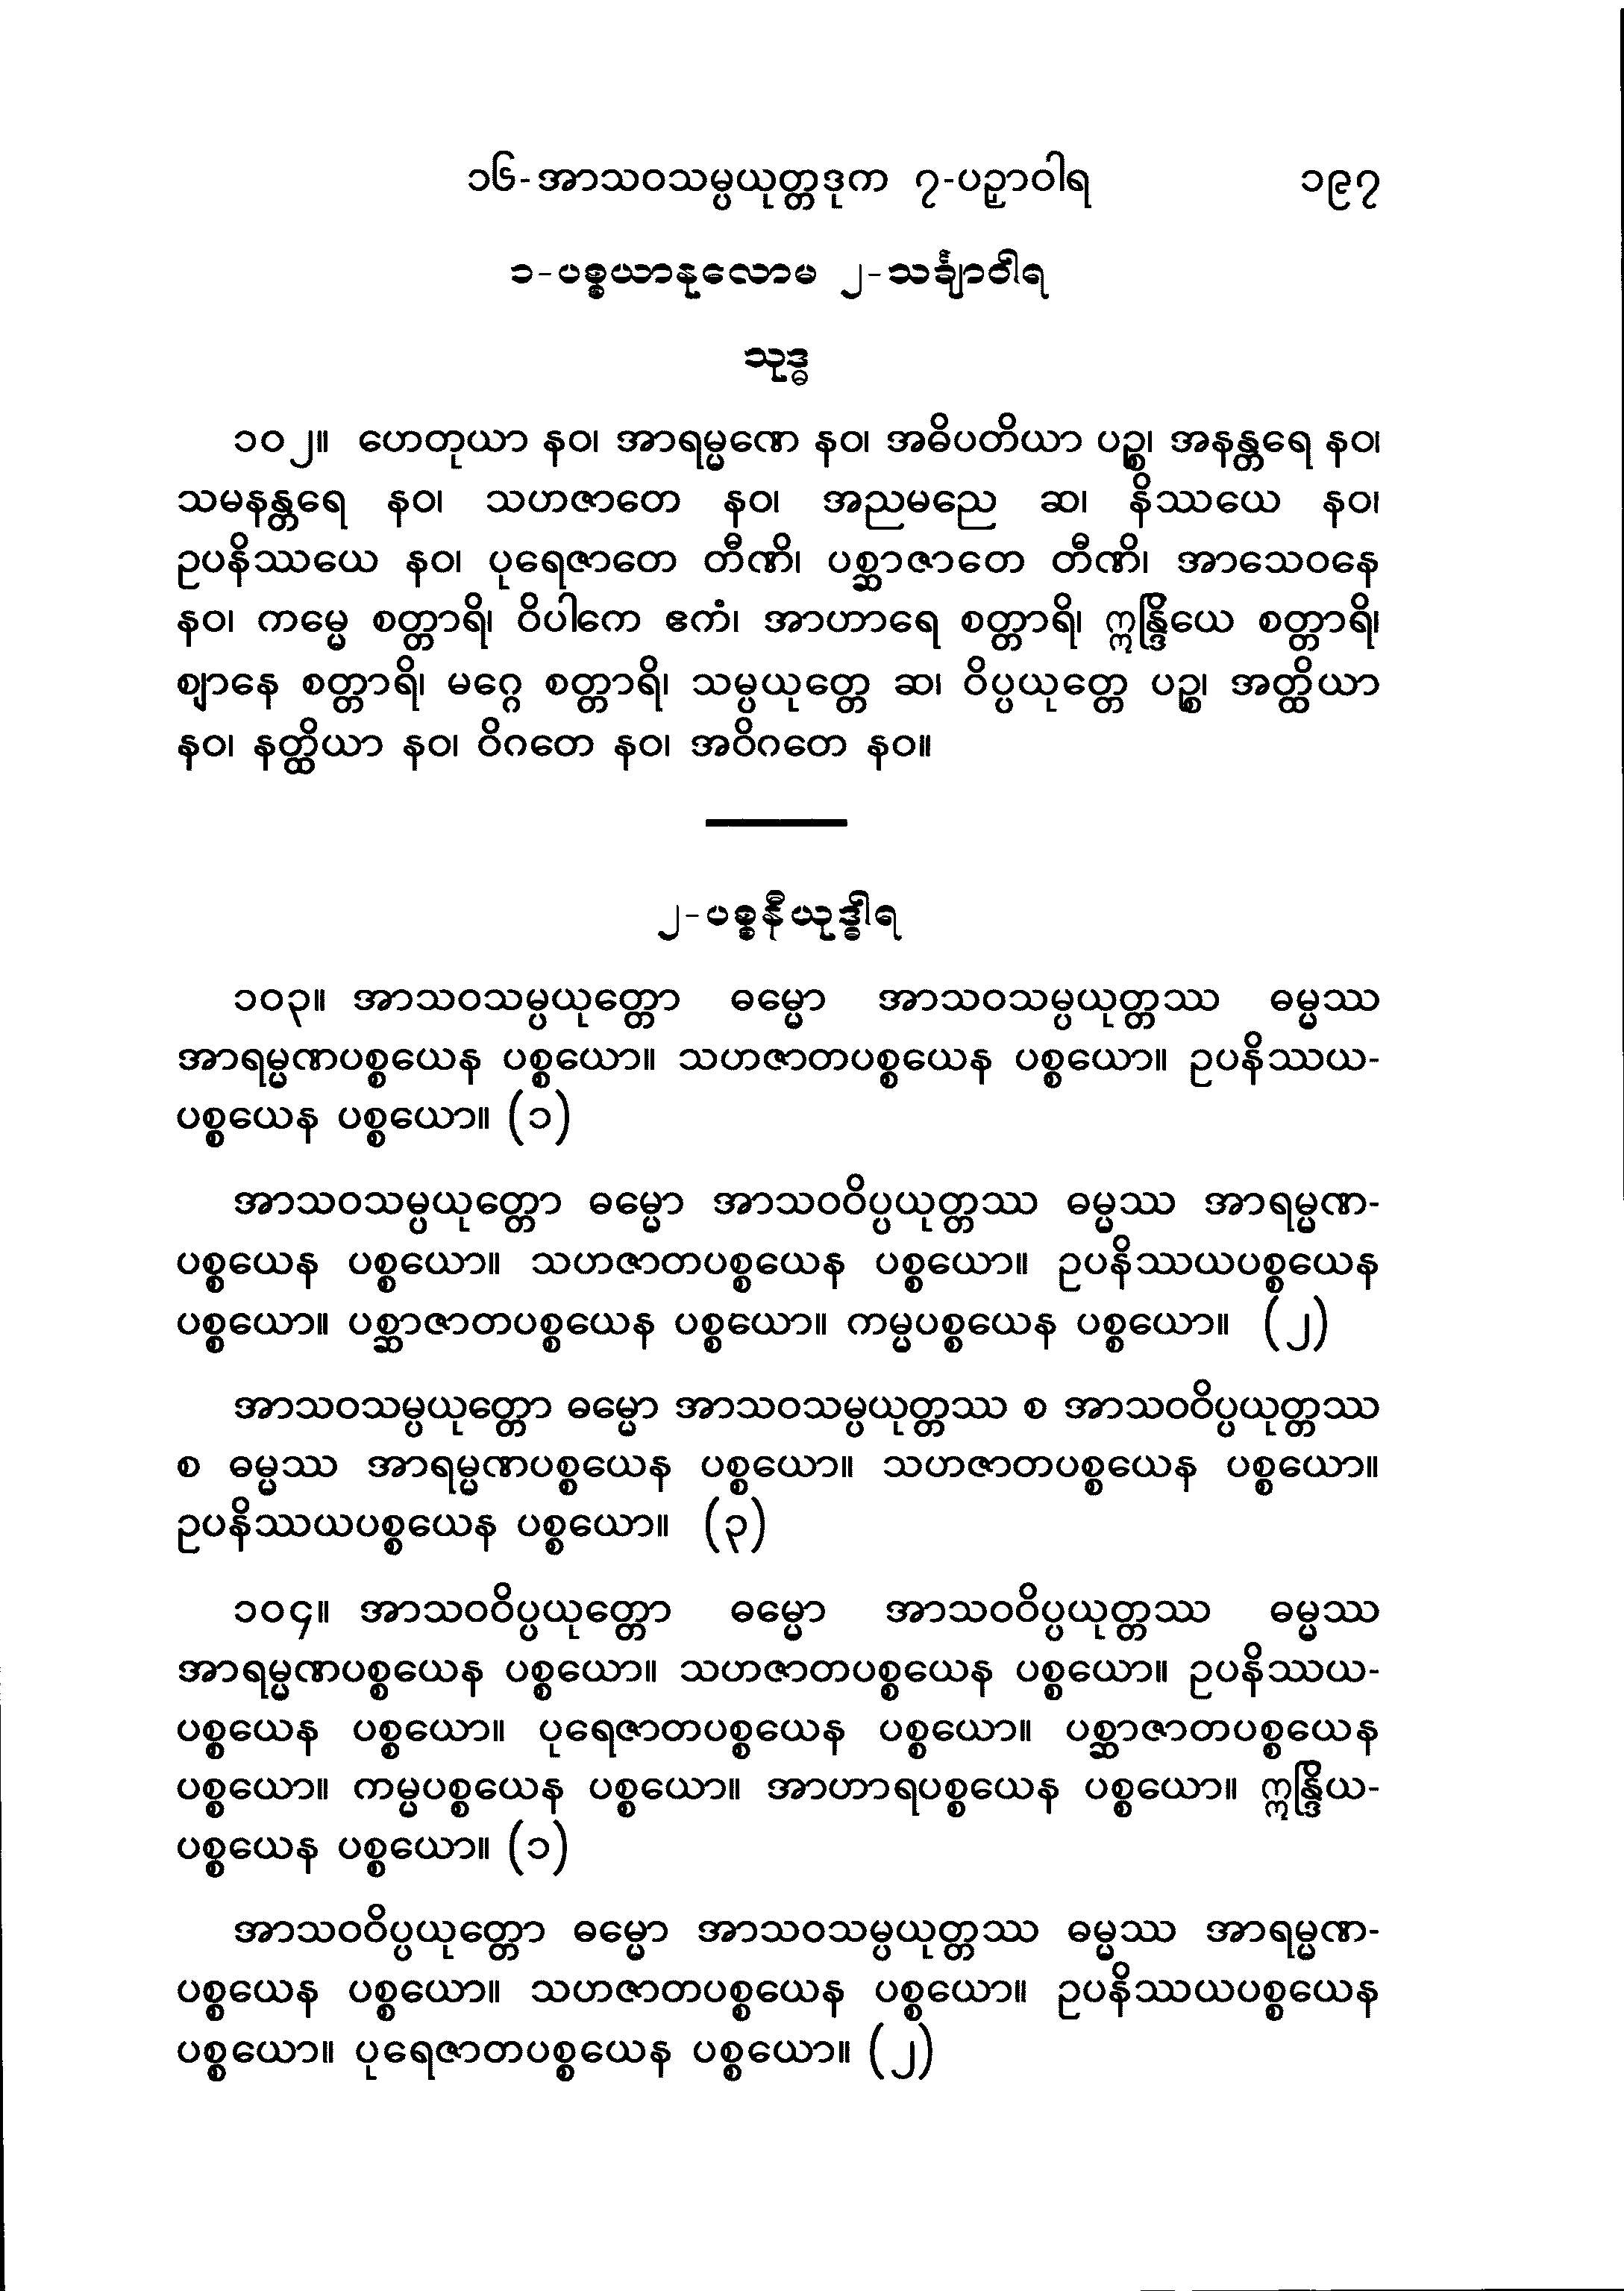 ၁၆-အာသဝသမ္ပယုတ္တဒုက ၇-ပဉှာဝါရ ၁၉၇
၁-ပစ္စယာနုလောမ ၂-သင်္ချာဝါရ
သုဒ္ဓ
၁၀၂။ ဟေတုယာ နဝ၊ အာရမ္မဏေ နဝ၊ အဓိပတိယာ ပဉ္စ၊ အနန္တရေ နဝ၊
သမနန္တရေ နဝ၊ သဟဇာတေ နဝ၊ အညမညေ ဆ၊ နိဿယေ နဝ၊
ဥပနိဿယေ နဝ၊ ပုရေဇာတေ တီဏိ၊ ပစ္ဆာဇာတေ တီဏိ၊ အာသေဝနေ
နဝ၊ ကမ္မေ စတ္တာရိ၊ ဝိပါကေ ဧကံ၊ အာဟာရေ စတ္တာရိ၊ ဣန္ဒြိယေ စတ္တာရိ၊
ဈာနေ စတ္တာရိ၊ မဂ္ဂေ စတ္တာရိ၊ သမ္ပယုတ္တေ ဆ၊ ဝိပ္ပယုတ္တေ ပဉ္စ၊ အတ္ထိယာ
နဝ၊ နတ္ထိယာ နဝ၊ ဝိဂတေ နဝ၊ အဝိဂတေ နဝ။
၂-ပစ္စနီယုဒ္ဓါရ
၁၀၃။ အာသဝသမ္ပယုတ္တော ဓမ္မော အာသဝသမ္ပယုတ္တဿ ဓမ္မဿ
အာရမ္မဏပစ္စယေန ပစ္စယော။ သဟဇာတပစ္စယေန ပစ္စယော။ ဥပနိဿယ-
ပစ္စယေန ပစ္စယော။ (၁)
အာသဝသမ္ပယုတ္တော ဓမ္မော အာသဝဝိပ္ပယုတ္တဿ ဓမ္မဿ အာရမ္မဏ-
ပစ္စယေန ပစ္စယော။ သဟဇာတပစ္စယေန ပစ္စယော။ ဥပနိဿယပစ္စယေန
ပစ္စယော။ ပစ္ဆာဇာတပစ္စယေန ပစ္စယော။ ကမ္မပစ္စယေန ပစ္စယော။ (၂)
အာသဝသမ္ပယုတ္တော ဓမ္မော အာသဝသမ္ပယုတ္တဿ စ အာသဝဝိပ္ပယုတ္တဿ
စ ဓမ္မဿ အာရမ္မဏပစ္စယေန ပစ္စယော။ သဟဇာတပစ္စယေန ပစ္စယော။
ဥပနိဿယပစ္စယေန ပစ္စယော။ (၃)
၁၀၄။ အာသဝဝိပ္ပယုတ္တော ဓမ္မော အာသဝဝိပ္ပယုတ္တဿ ဓမ္မဿ
အာရမ္မဏပစ္စယေန ပစ္စယော။ သဟဇာတပစ္စယေန ပစ္စယော။ ဥပနိဿယ-
ပစ္စယေန ပစ္စယော။ ပုရေဇာတပစ္စယေန ပစ္စယော။ ပစ္ဆာဇာတပစ္စယေန
ပစ္စယော။ ကမ္မပစ္စယေန ပစ္စယော။ အာဟာရပစ္စယေန ပစ္စယော။ ဣန္ဒြိယ-
ပစ္စယေန ပစ္စယော။ (၁)
အာသဝဝိပ္ပယုတ္တော ဓမ္မော အာသဝသမ္ပယုတ္တဿ ဓမ္မဿ အာရမ္မဏ-
ပစ္စယေန ပစ္စယော။ သဟဇာတပစ္စယေန ပစ္စယော။ ဥပနိဿယပစ္စယေန
ပစ္စယော။ ပုရေဇာတပစ္စယေန ပစ္စယော။ (၂)